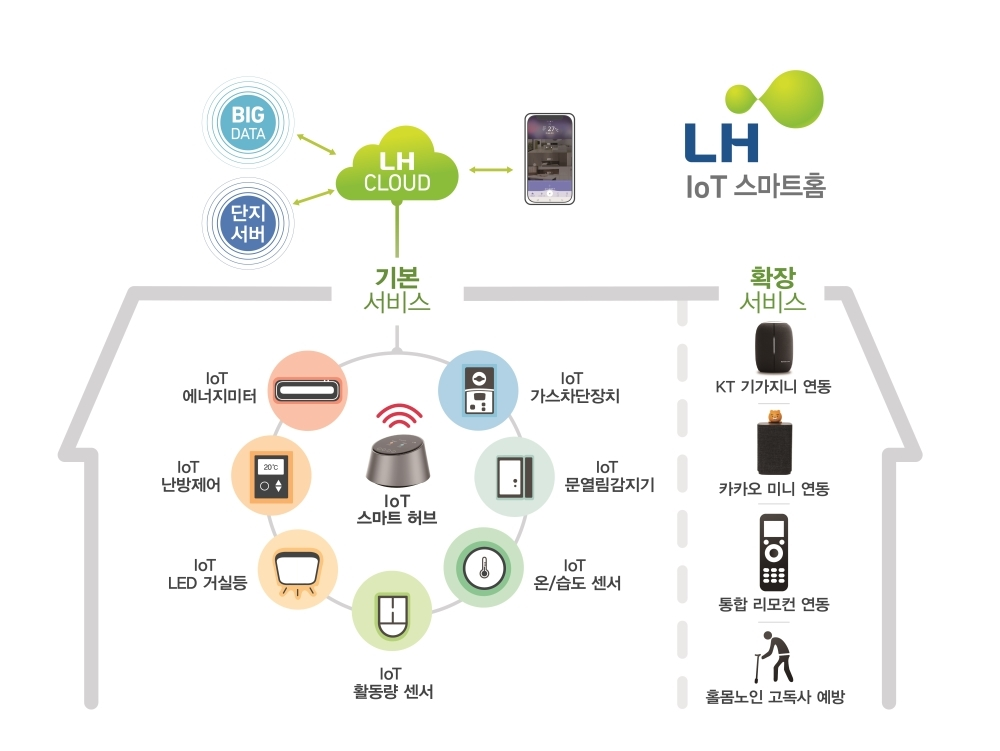 BIG
DATA
단지
서버
LH
CLOUD
LH
IoT 스마트홈
기본
서비스
확장
서비스
IoT
에너지미터
IoT
가스차단장치
IoT
난방제어
20℃
IoT
문열림감지기
IoT
스마트 허브
IoT
LED 거실등
IoT
온/습도 센서
IoT
활동량 센서
KT 기가지니 연동
카카오 미니 연동
통합 리모컨 연동
홀몸노인 고독사 예방